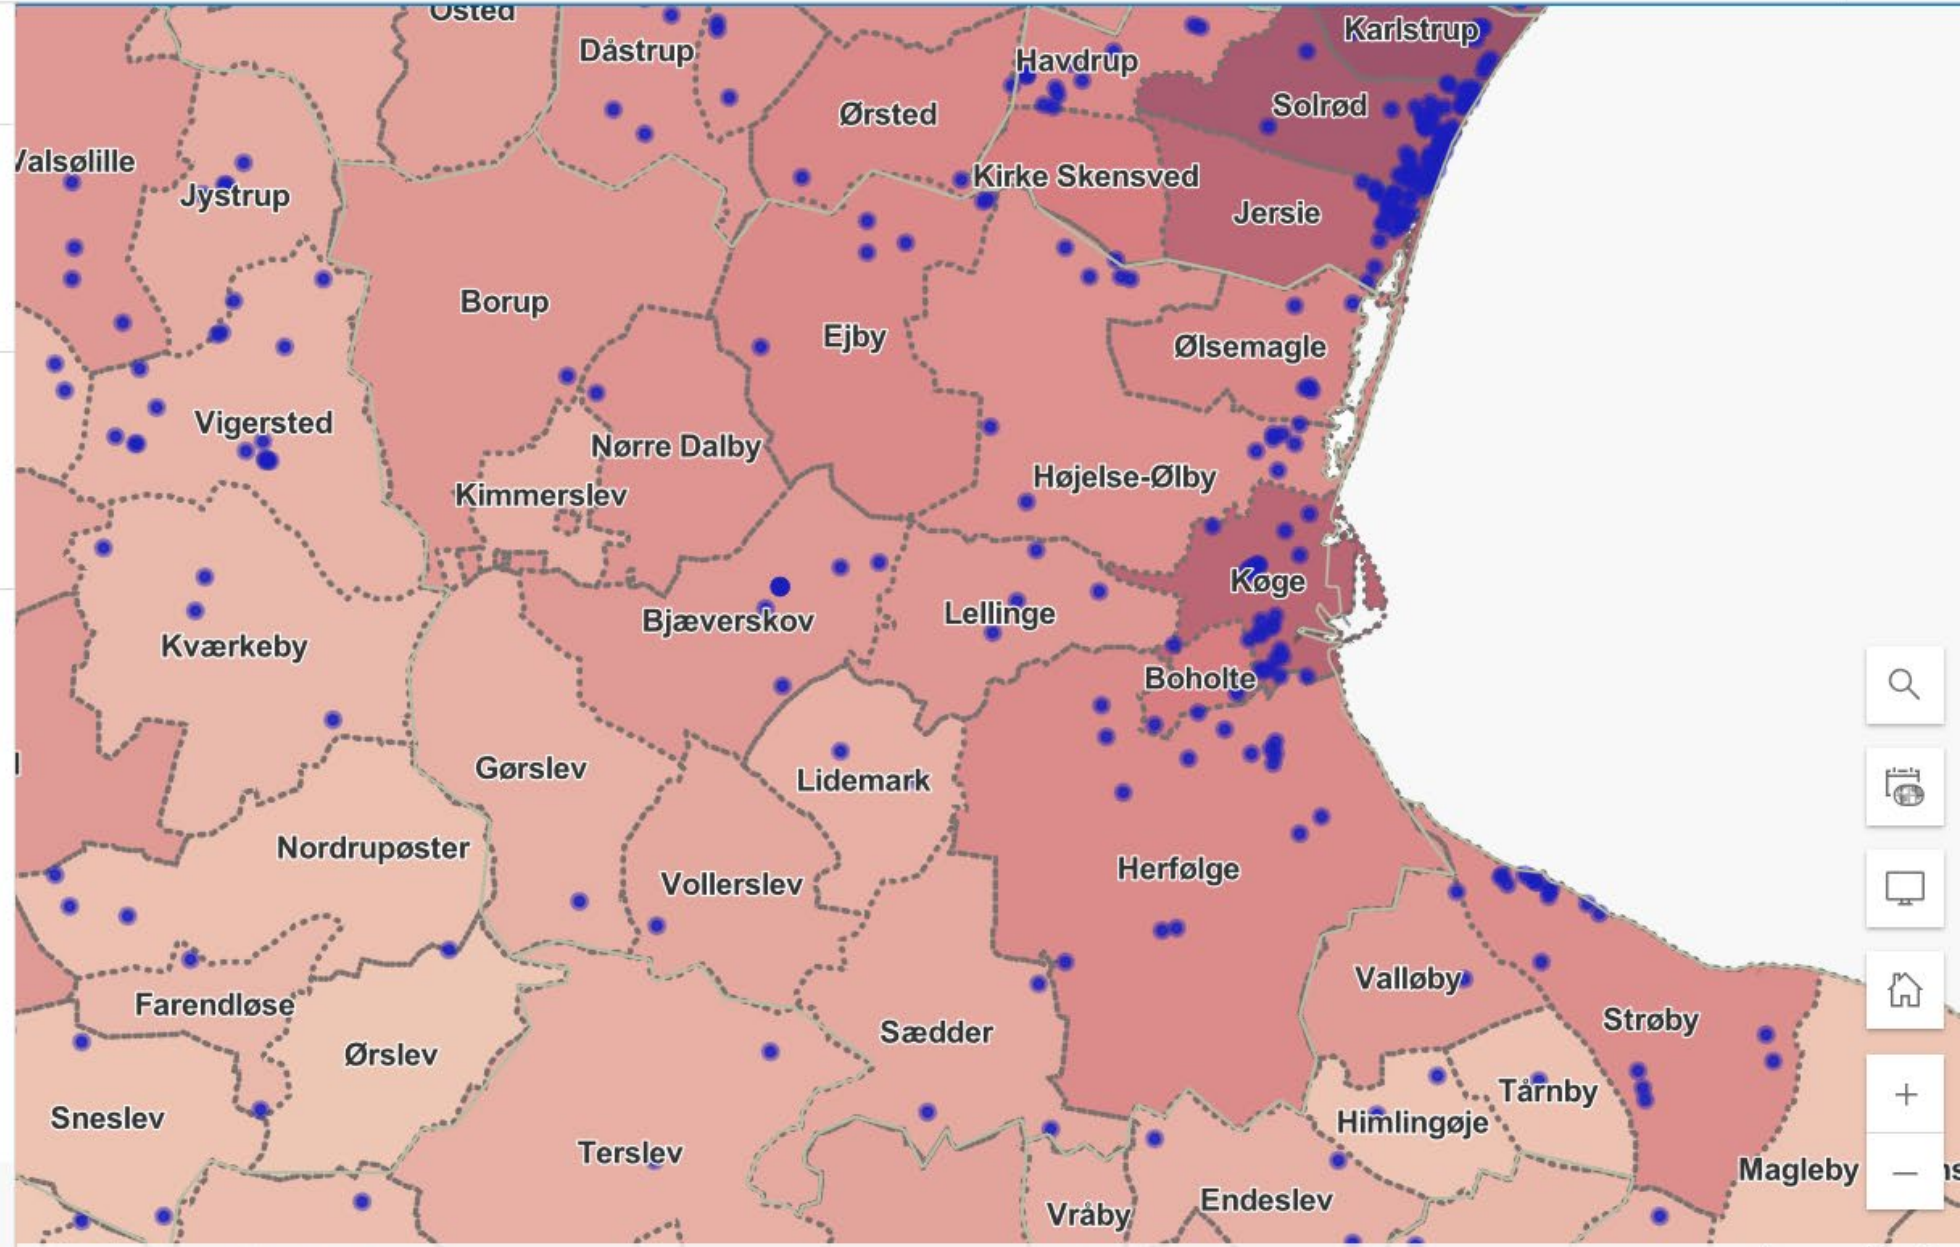 Osted
Karlstrup
Dåstrup
Havdrup
Solrød
Ørsted
Valsølille
Kirke Skensved
Jystrup
Jersie
Borup
Ejby
Ølsemagle
Vigersted
Nørre Dalby
Højelse-Ølby
Kimmerslev
Køge
Lellinge
Bjæverskov
Kværkeby
Boholte
Gørslev
Lidemark
Nordrupøster
Herfølge
Vollerslev
Valløby
Farendløse
Strøby
Sædder
Ørslev
Tårnby
Sneslev
Himlingøje
Terslev
Magleby
Endeslev
Vråby